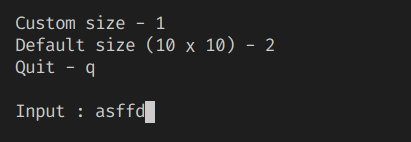 Custom size - 1
Default size (10 x 10) - 2
Quit - q
Input : asffd